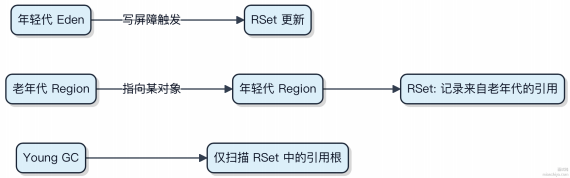 年轻代 Eden
写屏障触发
RSet 更新
老年代 Region
指向某对象
年轻代 Region
RSet: 记录来自老年代的引用
Young GC
仅扫描 RSet 中的引用根